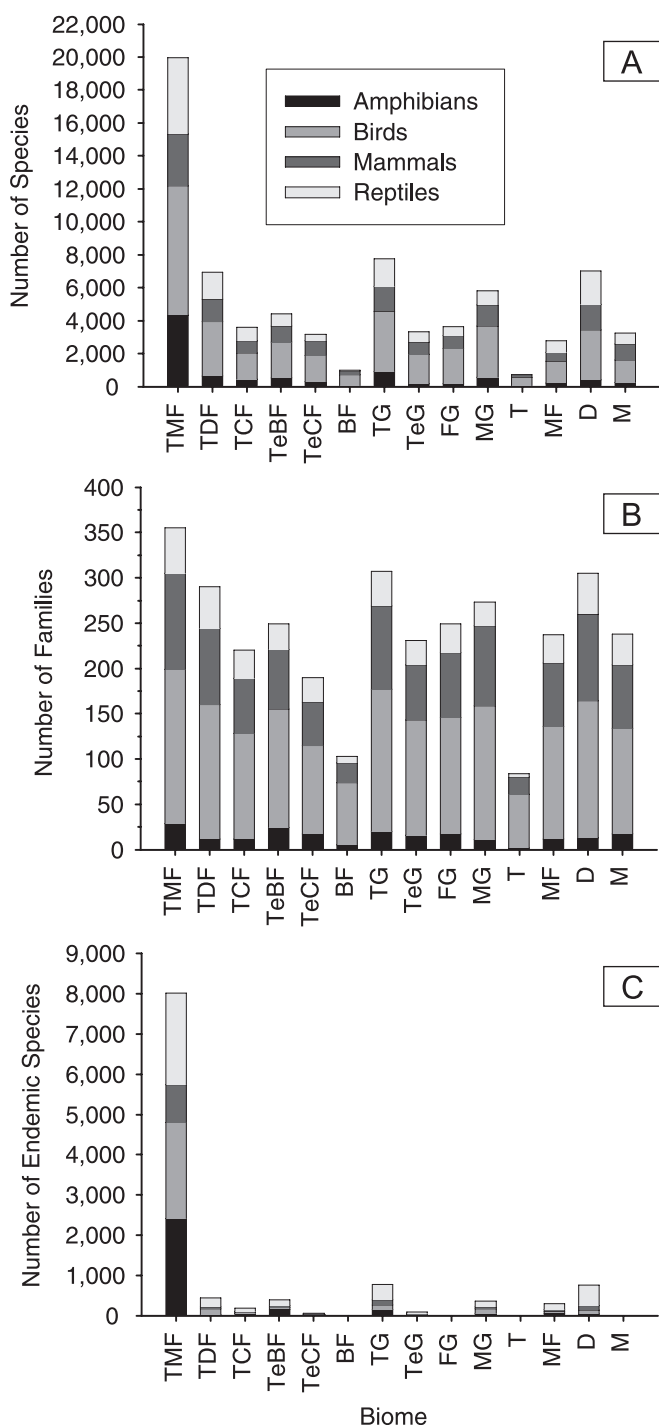 22,000
20,000
18,000
16,000
14,000
12,000
10,000
8,000
6,000
4,000
2,000
0
Number of Species
A
Amphibians
Birds
Mammals
Reptiles
TMF TDF TCF TeBF TeCF BF TG TeG FG MG T MF D M
400
350
300
250
200
150
100
50
0
Number of Families
B
TMF TDF TCF TeBF TeCF BF TG TeG FG MG T MF D M
9,000
8,000
7,000
6,000
5,000
4,000
3,000
2,000
1,000
0
Number of Endemic Species
C
TMF TDF TCF TeBF TeCF BF TG TeG FG MG T MF D M
Biome